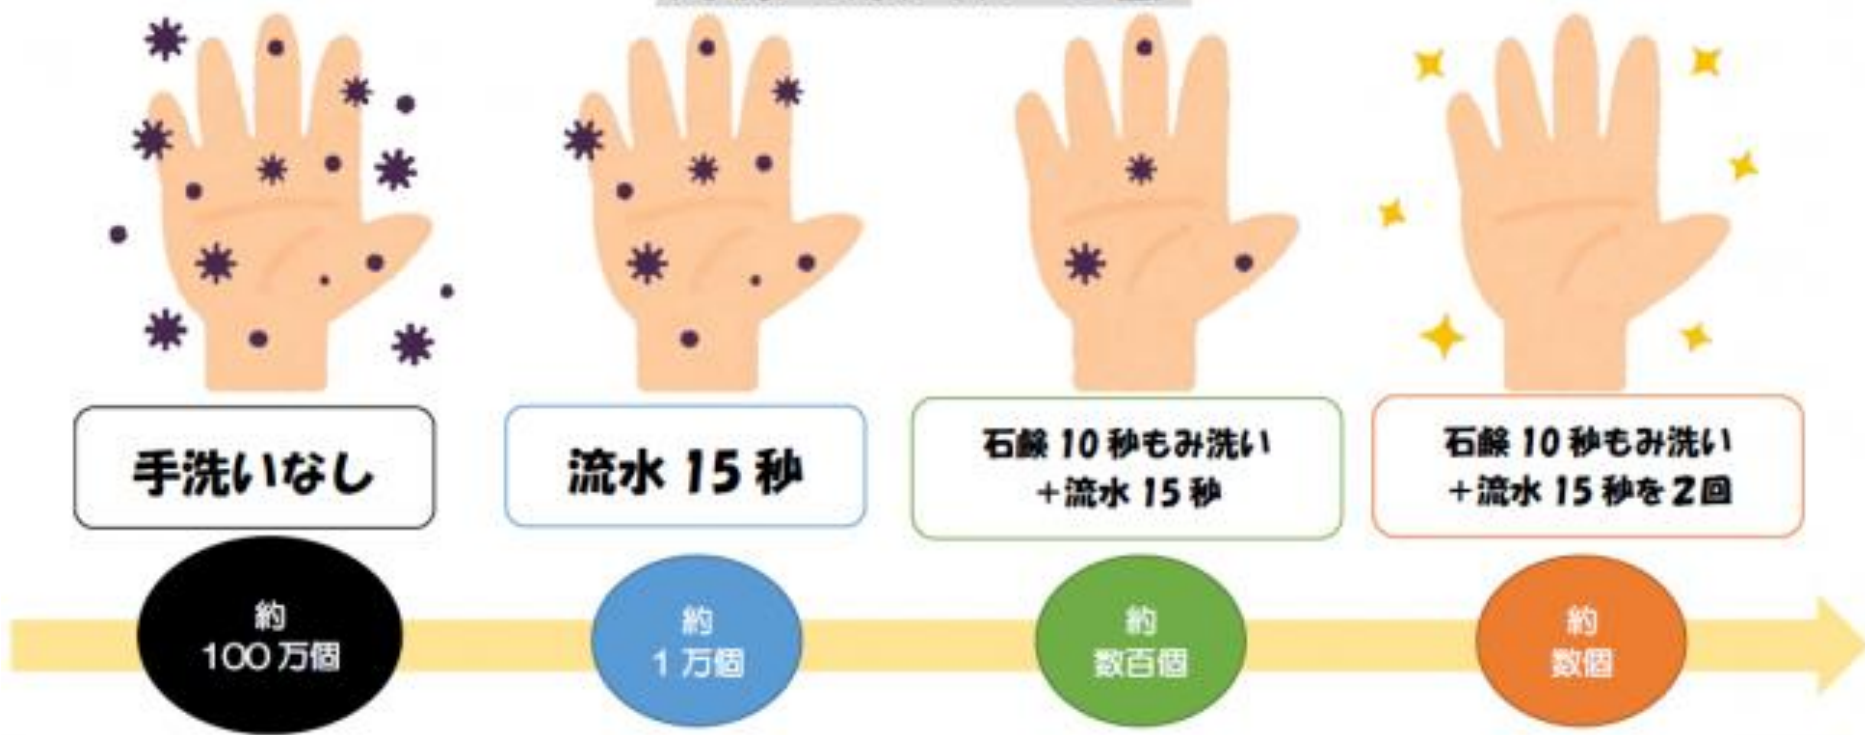 手洗いなし
流水 15 秒
石鹸 10 秒もみ洗い
＋流水 15 秒
石鹸 10 秒もみ洗い
＋流水 15 秒を2回
約
100 万個
約
1 万個
約
数百個
約
数個